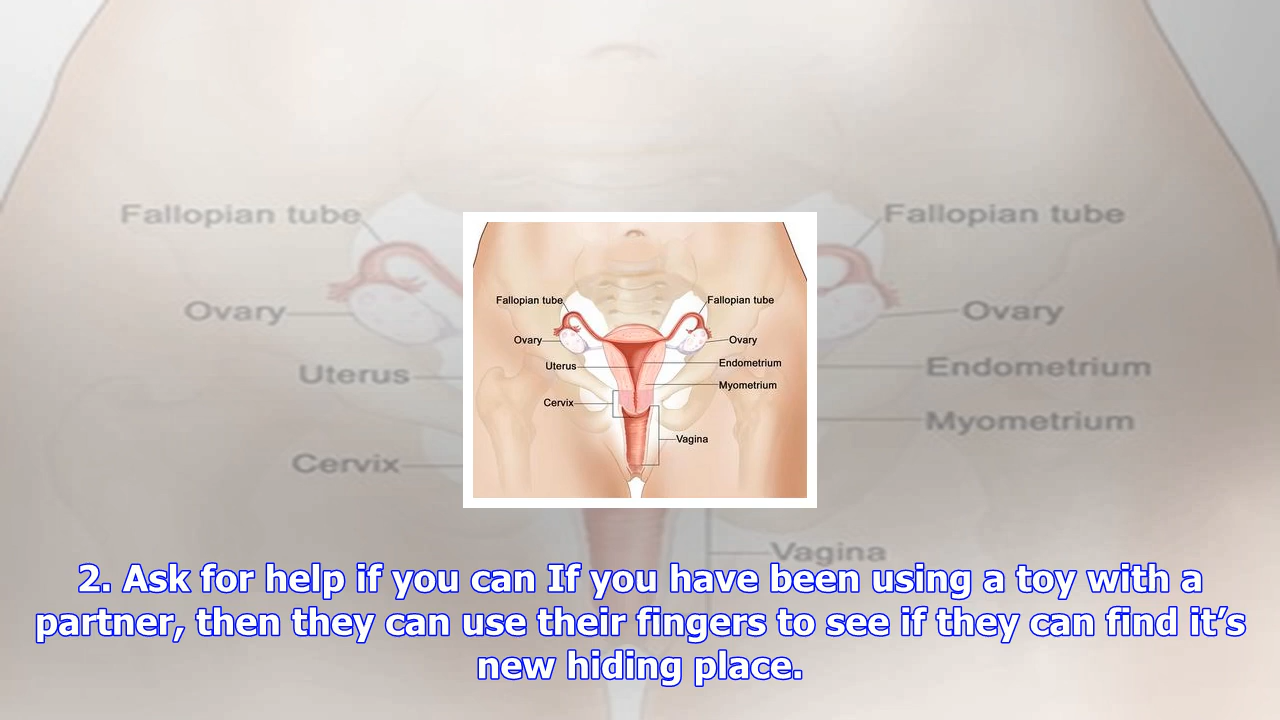 Fallopian tube Fallopian tube
Ovary Ovary
Uterus Endometrium
Myometrium
Cervix
Vagina
Fallopian tube Fallopian tube
Ovary Ovary
Uterus Endometrium
Myometrium
Cervix
Vagina
2. Ask for help if you can If you have been using a toy with a
partner, then they can use their fingers to see if they can find it’s
new hiding place.